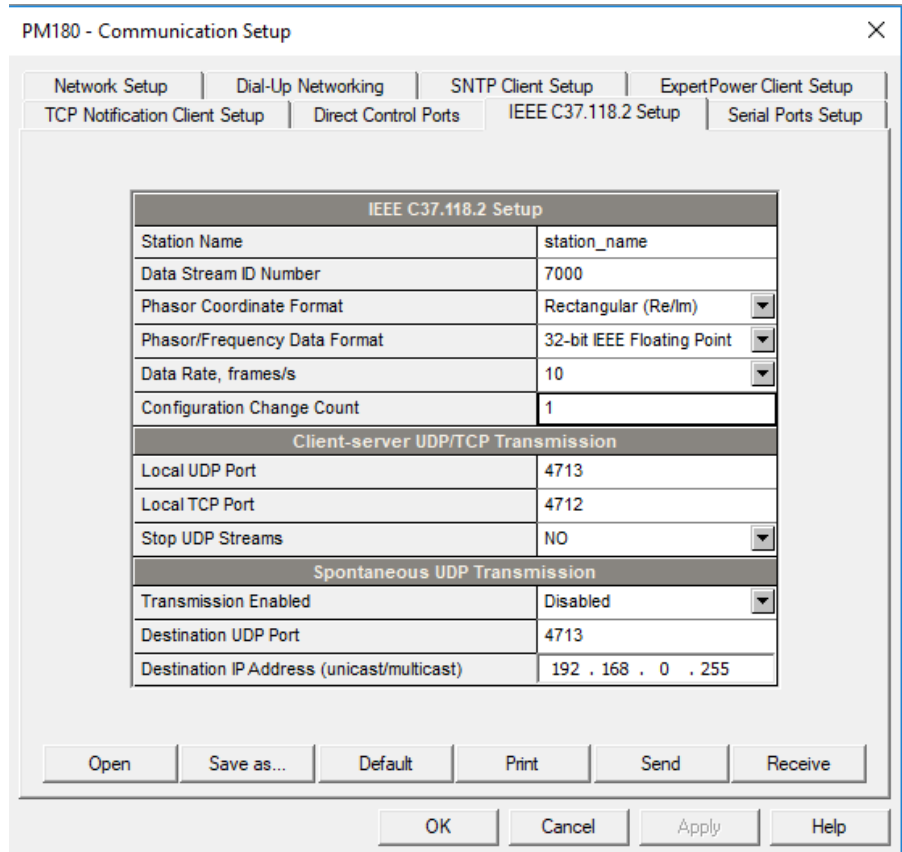 PM180 - Communication Setup
Network Setup Dial-Up Networking SNTP Client Setup ExpertPower Client Setup
TCP Notification Client Setup Direct Control Ports IEEE C37.118.2 Setup Serial Ports Setup
IEEE C37.118.2 Setup
Station Name station_name
Data Stream ID Number 7000
Phasor Coordinate Format Rectangular (Re/Im)
Phasor/Frequency Data Format 32-bit IEEE Floating Point
Data Rate, frames/s 10
Configuration Change Count 1
Client-server UDP/TCP Transmission
Local UDP Port 4713
Local TCP Port 4712
Stop UDP Streams NO
Spontaneous UDP Transmission
Transmission Enabled Disabled
Destination UDP Port 4713
Destination IP Address (unicast/multicast) 192 . 168 . 0 . 255
Open Save as... Default Print Send Receive
OK Cancel Apply Help